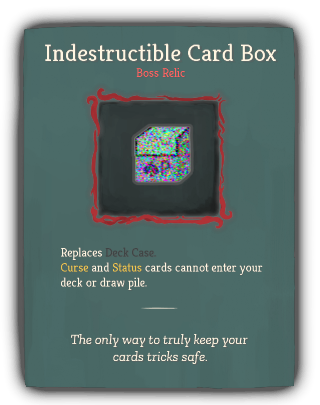 Indestructible Card Box
Boss Relic
Replaces Deck Case.
Curse and Status cards cannot enter your
deck or draw pile.
The only way to truly keep your
cards tricks safe.